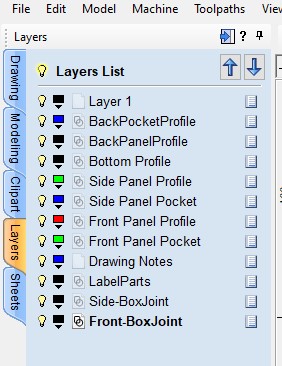 File Edit Model Machine Toolpaths
Layers ?
Drawing
Modeling
Clipart
Layers
Sheets
Layers List
Layer 1
BackPocketProfile
BackPanelProfile
Bottom Profile
Side Panel Profile
Side Panel Pocket
Front Panel Profile
Front Panel Pocket
Drawing Notes
LabelParts
Side-BoxJoint
Front-BoxJoint